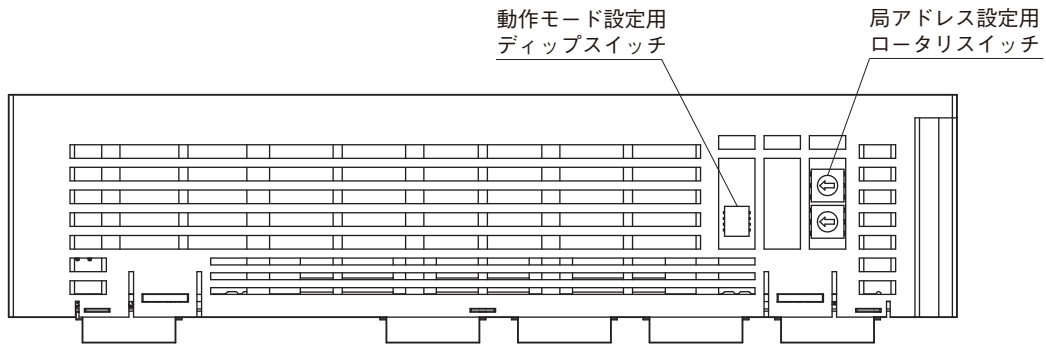 動作モード設定用
ディップスイッチ
局アドレス設定用
ロータリスイッチ